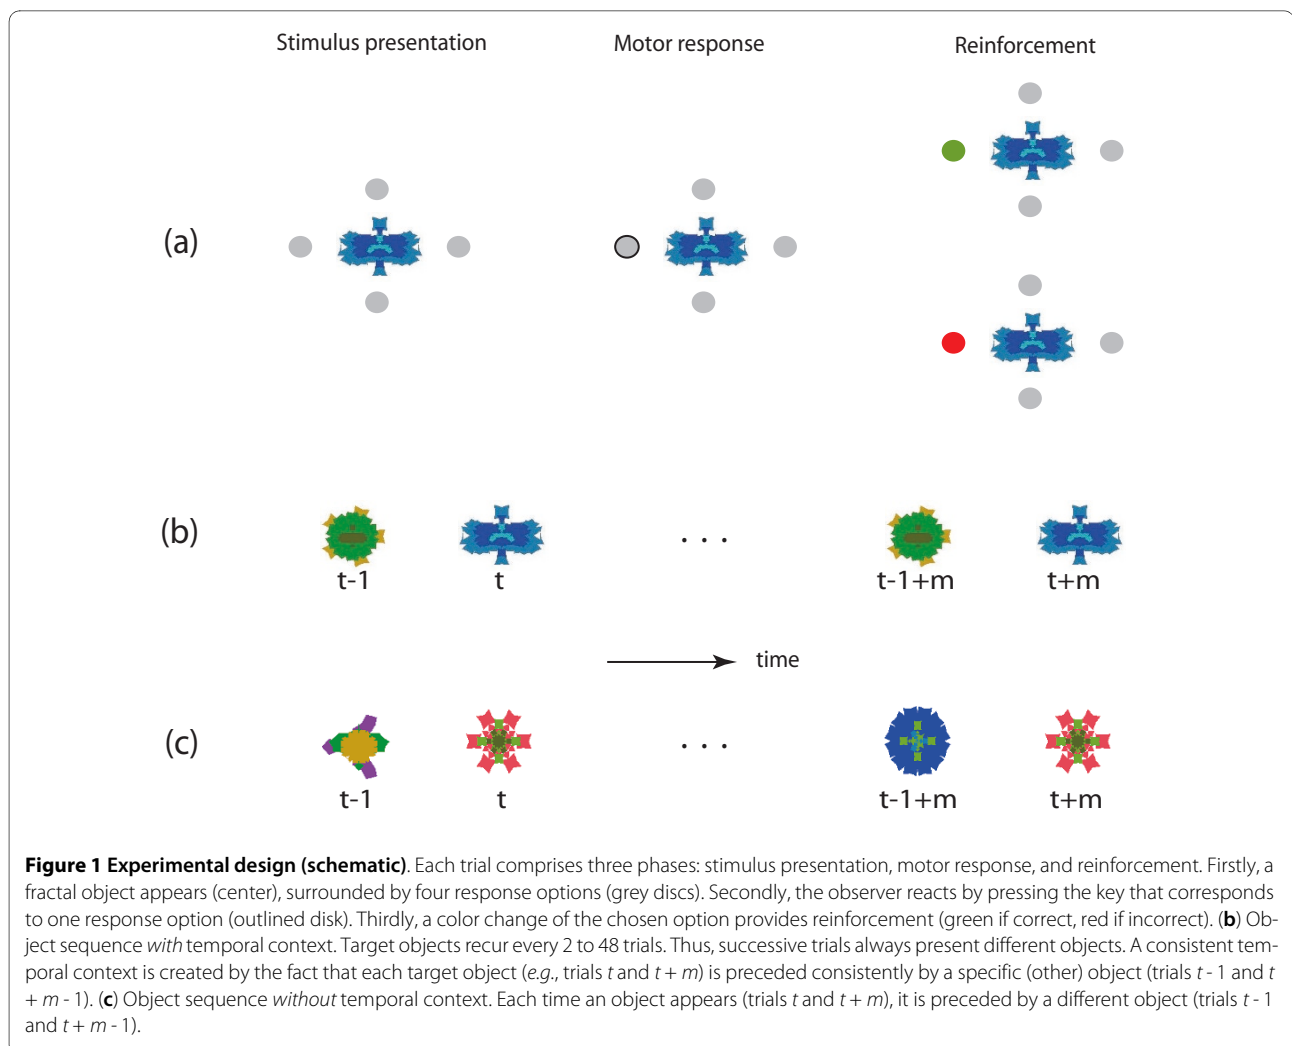 Stimulus presentation
Motor response
Reinforcement
(a)
(b)
t-1
t
. . .
t-1+m
t+m
time
(c)
t-1
t
. . .
t-1+m
t+m
Figure 1 Experimental design (schematic). Each trial comprises three phases: stimulus presentation, motor response, and reinforcement. Firstly, a
fractal object appears (center), surrounded by four response options (grey discs). Secondly, the observer reacts by pressing the key that corresponds
to one response option (outlined disk). Thirdly, a color change of the chosen option provides reinforcement (green if correct, red if incorrect). (b) Ob-
ject sequence with temporal context. Target objects recur every 2 to 48 trials. Thus, successive trials always present different objects. A consistent tem-
poral context is created by the fact that each target object (e.g., trials t and t + m) is preceded consistently by a specific (other) object (trials t - 1 and t
+ m - 1). (c) Object sequence without temporal context. Each time an object appears (trials t and t + m), it is preceded by a different object (trials t - 1
and t + m - 1).